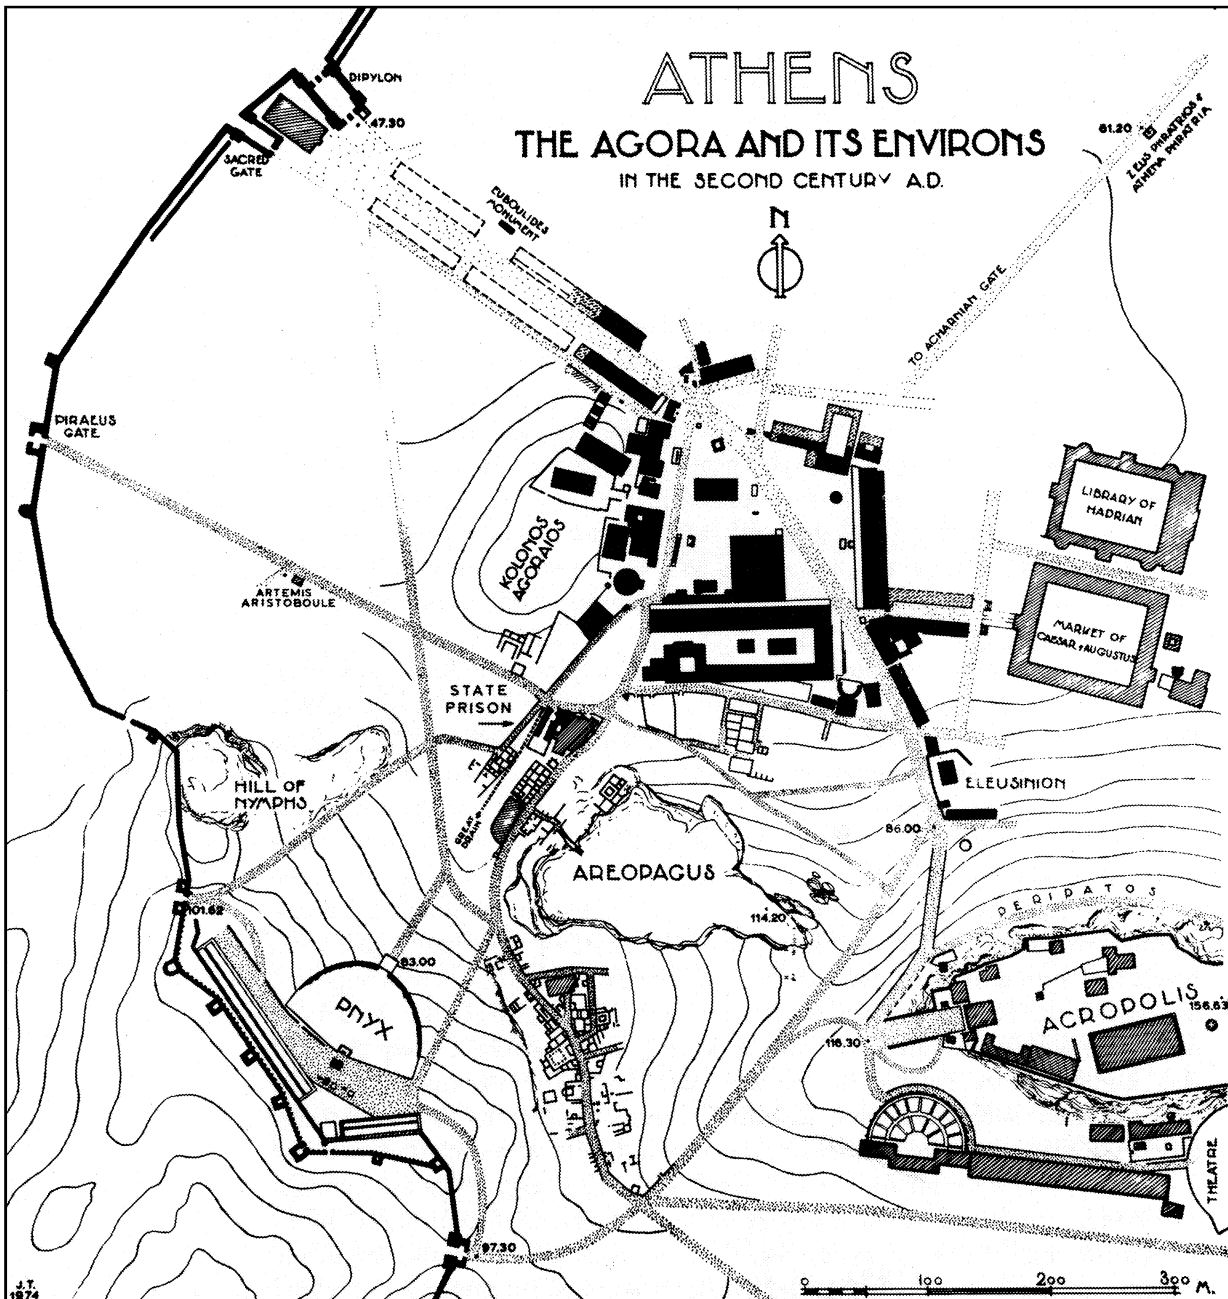 ATHENS
THE AGORA AND ITS ENVIRONS
IN THE SECOND CENTURY A.D.
N
DIPYLON
47.30
SACRED
GATE
EUBOULIDES
MONUMENT
61.20
ZEUS PHRATRIOS &
ATHENA PHRATRIA
TO ACHARNIAN GATE
PIRAEUS
GATE
LIBRARY OF
HADRIAN
KOLONOS
AGORAIOS
ARTEMIS
ARISTOBOULE
MARKET OF
CAESAR & AUGUSTUS
STATE
PRISON
HILL OF
NYMPHS
GREAT
DRAIN
ELEUSINION
86.00
AREOPAGUS
114.20
PERIPATOS
101.62
83.00
PNYX
ACROPOLIS
156.63
116.30
THEATRE
97.30
J.T.
1974
0 100 200 300 M.